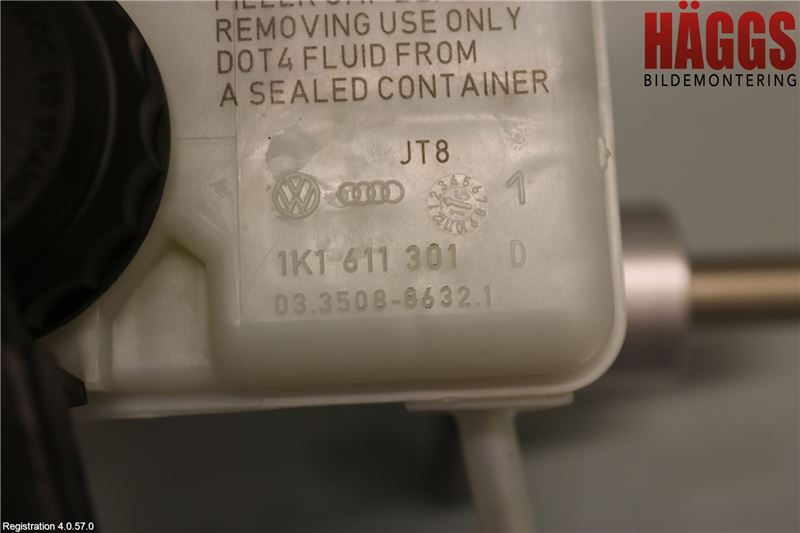 REMOVING USE ONLY
DOT4 FLUID FROM
A SEALED CONTAINER
JT8
1
1K1 611 301 D
03.3508-8632.1
HÄGGS
BILDEMONTERING
Registration 4.0.57.0